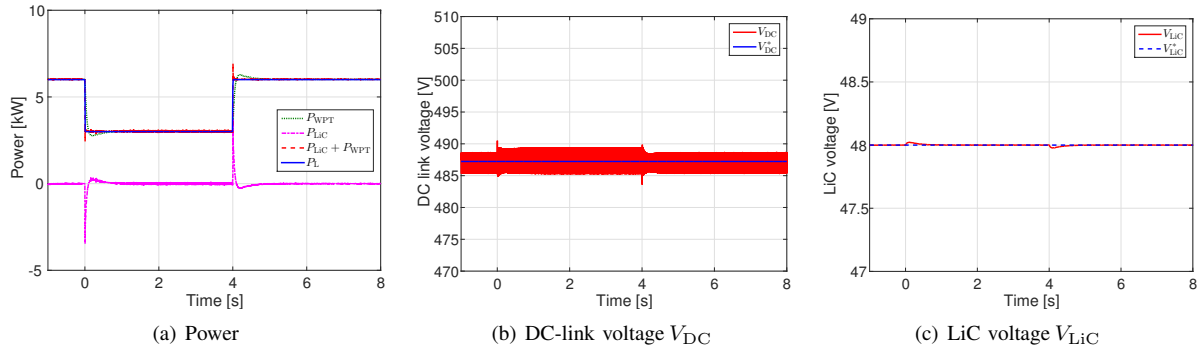 10
5
0
-5
Power [kW]
0 2 4 6 8
Time [s]
P_WPT
P_LiC
P_LiC + P_WPT
P_L
(a) Power
510
505
500
495
490
485
480
475
470
DC link voltage [V]
0 2 4 6 8
Time [s]
V_DC
V*_DC
(b) DC-link voltage V_DC
49
48.5
48
47.5
47
LiC voltage [V]
0 2 4 6 8
Time [s]
V_LiC
V*_LiC
(c) LiC voltage V_LiC